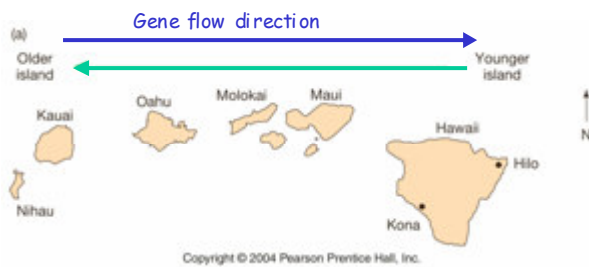 Gene flow direction
(a)
Older
island
Younger
island
Kauai
Oahu
Molokai
Maui
Hawaii
N
Hilo
Nihau
Kona
Copyright © 2004 Pearson Prentice Hall, Inc.